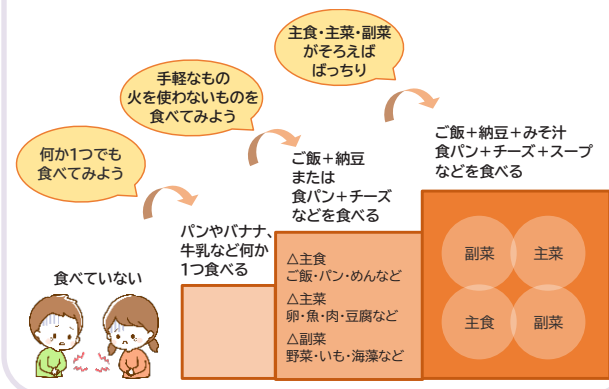 主食・主菜・副菜
がそろえば
ばっちり
手軽なもの
火を使わないものを
食べてみよう
何か1つでも
食べてみよう
食べていない
パンやバナナ、
牛乳など何か
1つ食べる
ご飯＋納豆
または
食パン＋チーズ
などを食べる
△主食
ご飯・パン・めんなど
△主菜
卵・魚・肉・豆腐など
△副菜
野菜・いも・海藻など
ご飯＋納豆＋みそ汁
食パン＋チーズ＋スープ
などを食べる
副菜
主菜
主食
副菜